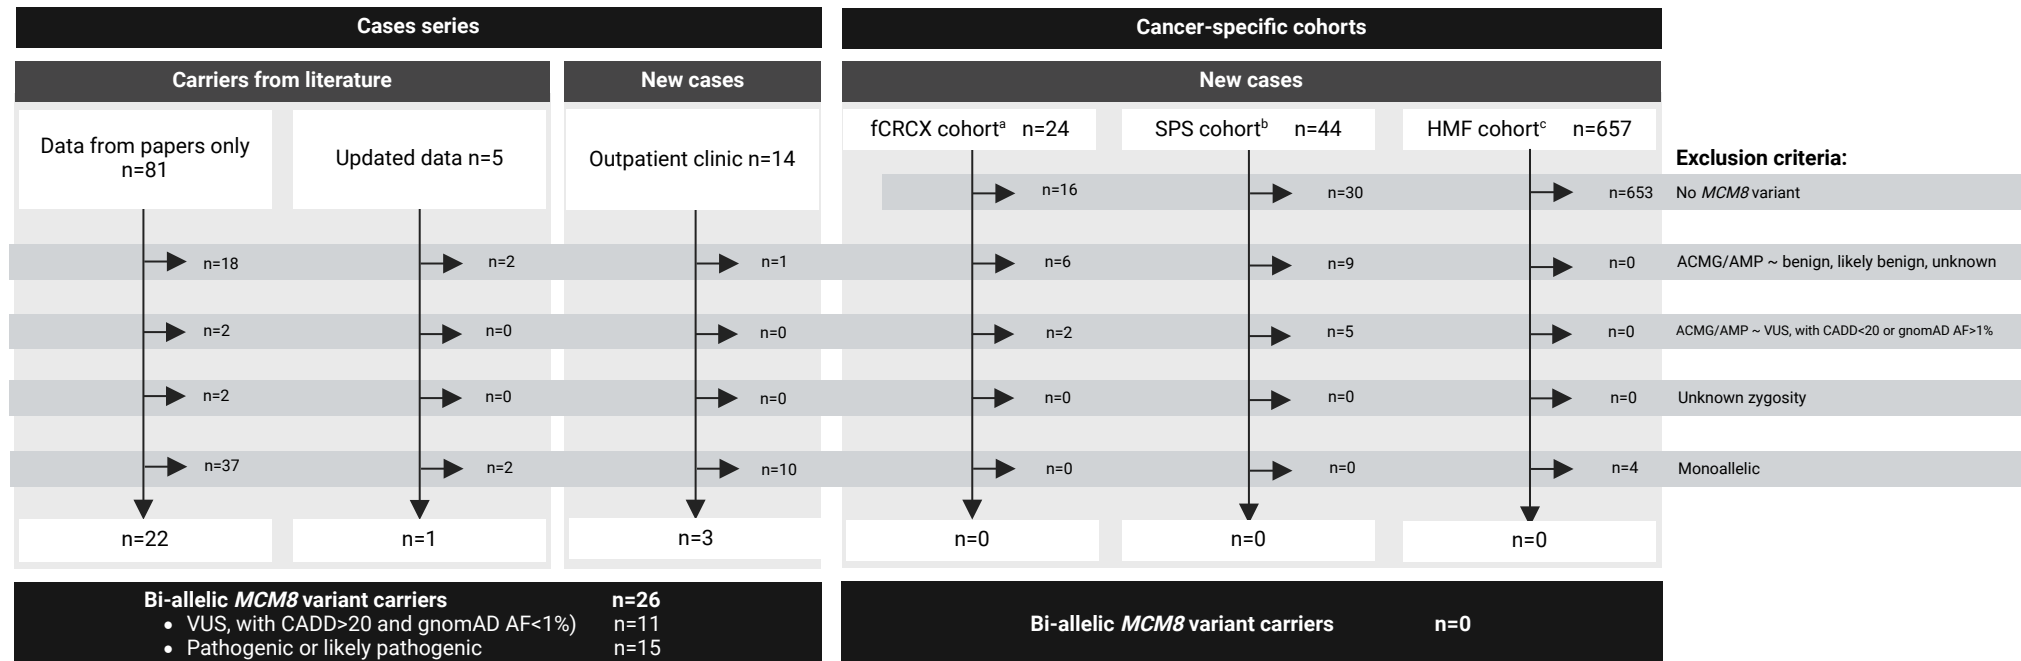 Cases series
Cancer-specific cohorts
Carriers from literature
New cases
New cases
Data from papers only
n=81
Updated data n=5
Outpatient clinic n=14
fCRCX cohortᵃ n=24
SPS cohortᵇ n=44
HMF cohortᶜ n=657
Exclusion criteria:
n=16
n=30
n=653
No MCM8 variant
n=18
n=2
n=1
n=6
n=9
n=0
ACMG/AMP ~ benign, likely benign, unknown
n=2
n=0
n=0
n=2
n=5
n=0
ACMG/AMP ~ VUS, with CADD<20 or gnomAD AF>1%
n=2
n=0
n=0
n=0
n=0
n=0
Unknown zygosity
n=37
n=2
n=10
n=0
n=0
n=4
Monoallelic
n=22
n=1
n=3
n=0
n=0
n=0
Bi-allelic MCM8 variant carriers n=26
• VUS, with CADD>20 and gnomAD AF<1%) n=11
• Pathogenic or likely pathogenic n=15
Bi-allelic MCM8 variant carriers n=0